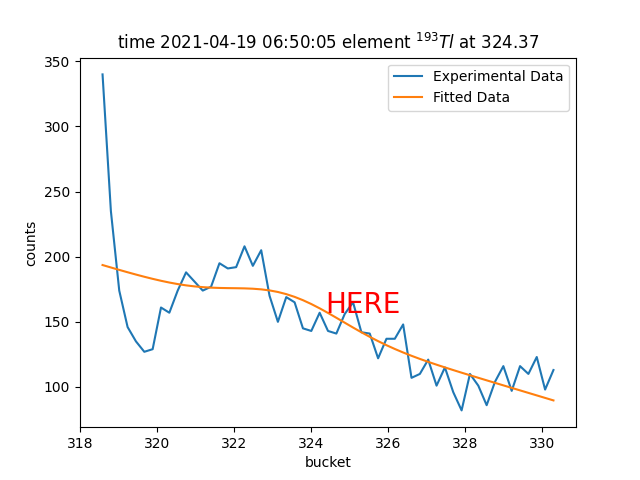 time 2021-04-19 06:50:05 element ¹⁹³Tl at 324.37
350
300
250
200
150
100
counts
Experimental Data
Fitted Data
HERE
318 320 322 324 326 328 330
bucket